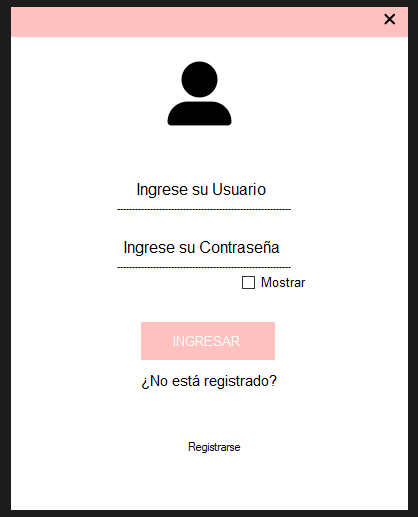 Ingrese su Usuario
Ingrese su Contraseña
Mostrar
INGRESAR
¿No está registrado?
Registrarse